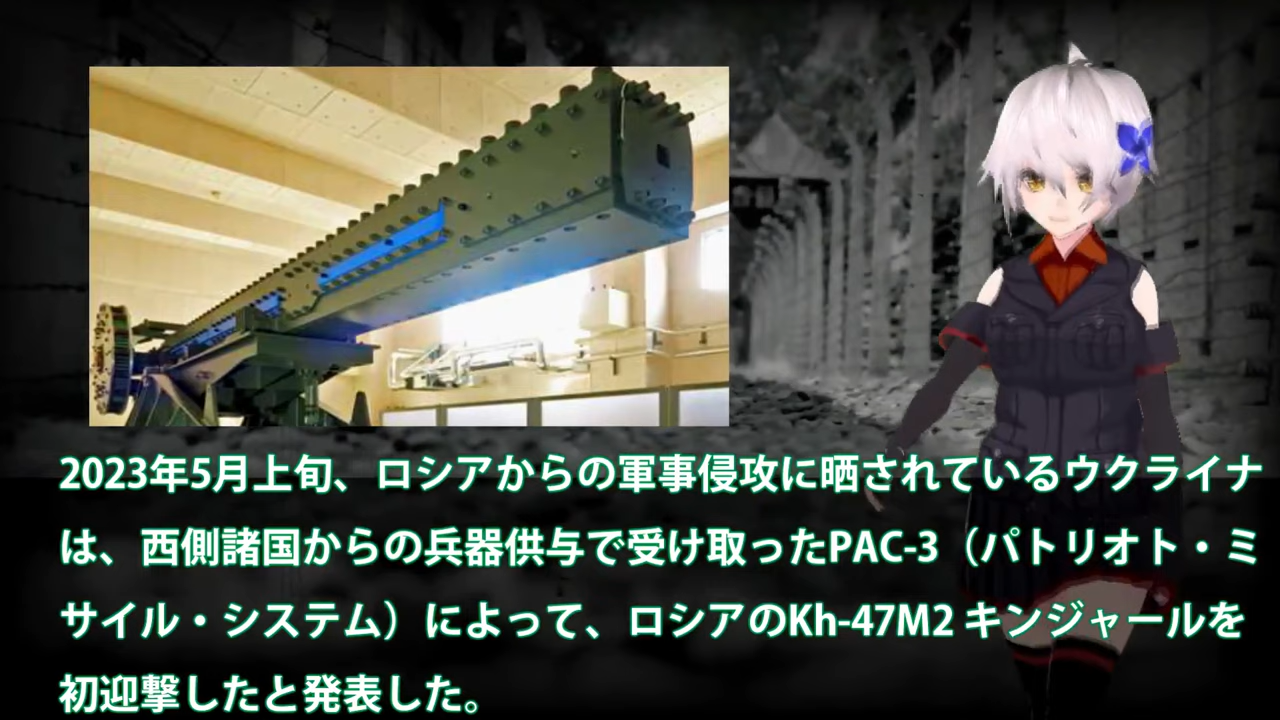 2023年5月上旬、ロシアからの軍事侵攻に晒されているウクライナ
は、西側諸国からの兵器供与で受け取ったPAC-3（パトリオト・ミ
サイル・システム）によって、ロシアのKh-47M2 キンジャールを
初迎撃したと発表した。